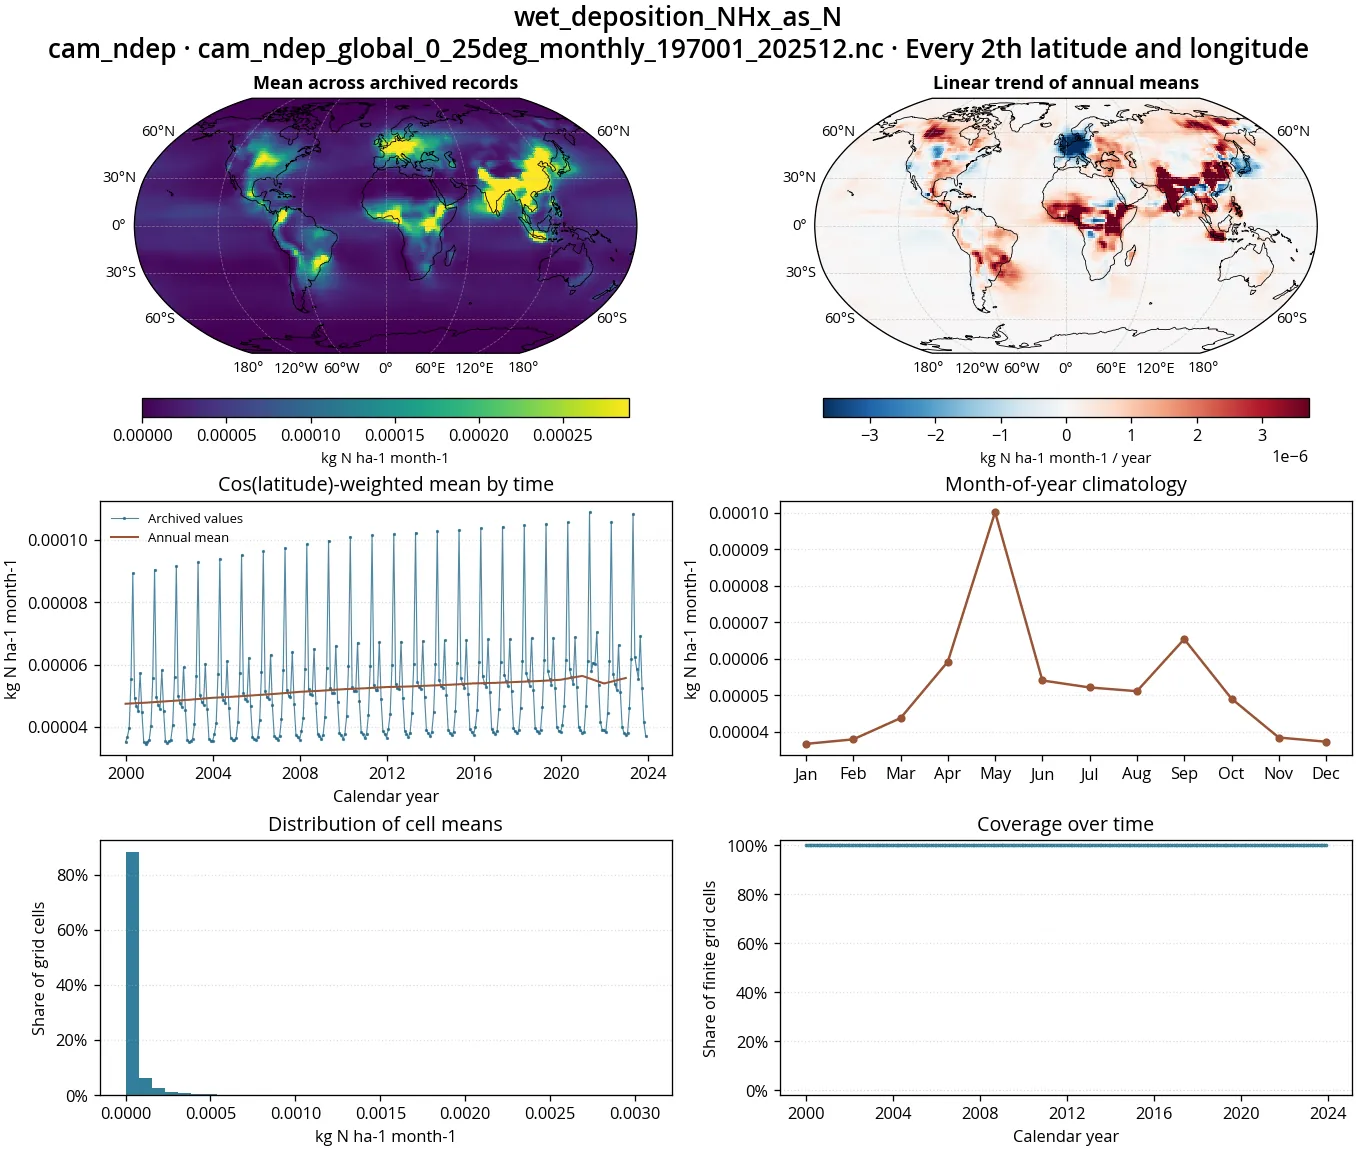 wet_deposition_NHx_as_N
cam_ndep · cam_ndep_global_0_25deg_monthly_197001_202512.nc · Every 2th latitude and longitude
Mean across archived records
60°N 60°N
30°N
0°
30°S
60°S 60°S
180° 120°W 60°W 0° 60°E 120°E 180°
0.00000 0.00005 0.00010 0.00015 0.00020 0.00025
kg N ha-1 month-1
Linear trend of annual means
60°N 60°N
30°N
0°
30°S
60°S 60°S
180° 120°W 60°W 0° 60°E 120°E 180°
−3 −2 −1 0 1 2 3
kg N ha-1 month-1 / year
1e−6
Cos(latitude)-weighted mean by time
Archived values
Annual mean
kg N ha-1 month-1
0.00010
0.00008
0.00006
0.00004
2000 2004 2008 2012 2016 2020 2024
Calendar year
Month-of-year climatology
kg N ha-1 month-1
0.00010
0.00009
0.00008
0.00007
0.00006
0.00005
0.00004
Jan Feb Mar Apr May Jun Jul Aug Sep Oct Nov Dec
Distribution of cell means
Share of grid cells
80%
60%
40%
20%
0%
0.0000 0.0005 0.0010 0.0015 0.0020 0.0025 0.0030
kg N ha-1 month-1
Coverage over time
Share of finite grid cells
100%
80%
60%
40%
20%
0%
2000 2004 2008 2012 2016 2020 2024
Calendar year